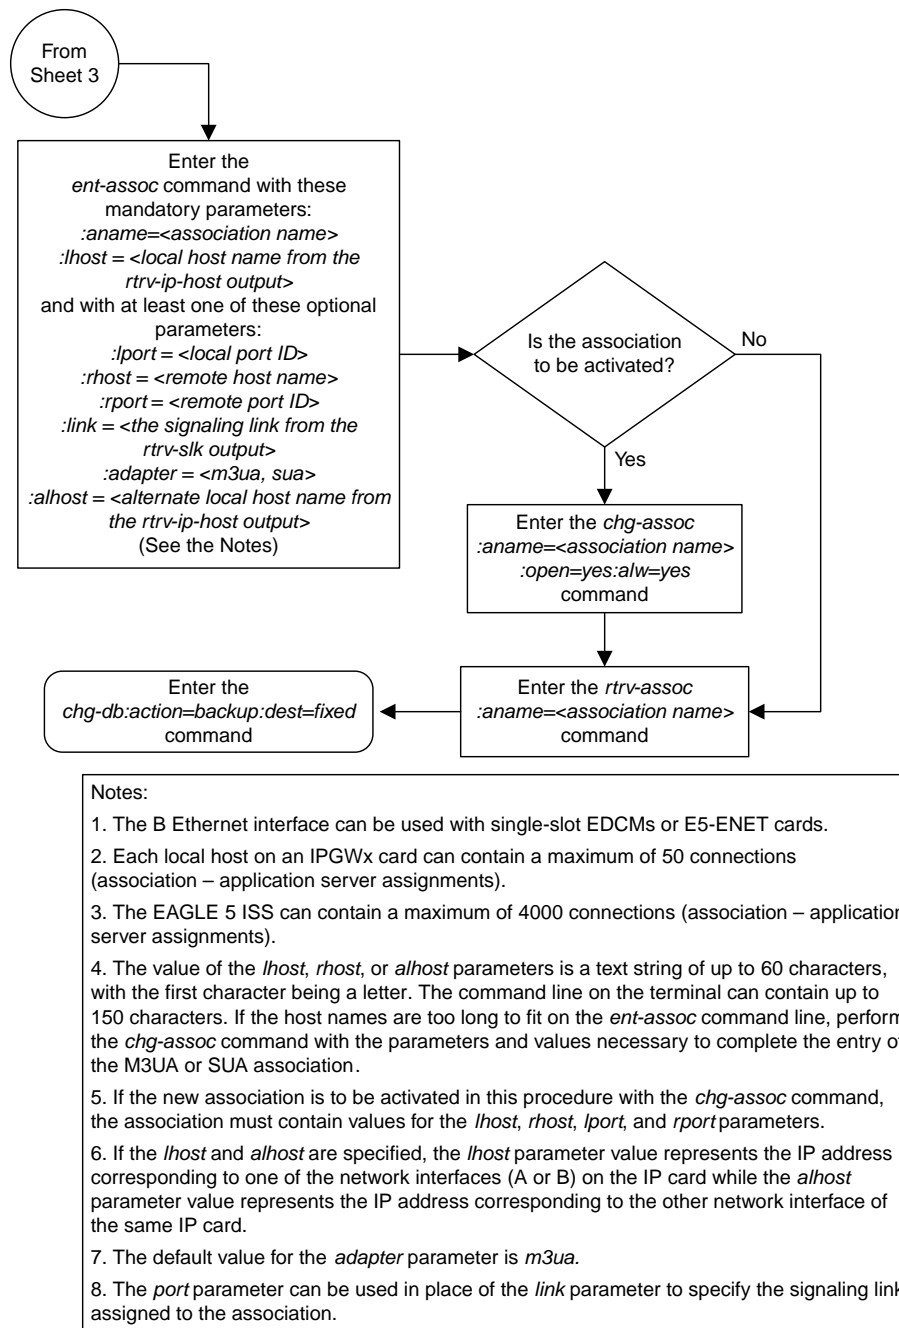 From
Sheet 3
Enter the
ent-assoc command with these
mandatory parameters:
:aname=<association name>
:lhost = <local host name from the
rtrv-ip-host output>
and with at least one of these optional
parameters:
:lport = <local port ID>
:rhost = <remote host name>
:rport = <remote port ID>
:link = <the signaling link from the
rtrv-slk output>
:adapter = <m3ua, sua>
:alhost = <alternate local host name from
the rtrv-ip-host output>
(See the Notes)
Is the association
to be activated?
No
Yes
Enter the chg-assoc
:aname=<association name>
:open=yes:alw=yes
command
Enter the rtrv-assoc
:aname=<association name>
command
Enter the
chg-db:action=backup:dest=fixed
command
Notes:
1. The B Ethernet interface can be used with single-slot EDCMs or E5-ENET cards.
2. Each local host on an IPGWx card can contain a maximum of 50 connections
(association – application server assignments).
3. The EAGLE 5 ISS can contain a maximum of 4000 connections (association – application
server assignments).
4. The value of the lhost, rhost, or alhost parameters is a text string of up to 60 characters,
with the first character being a letter. The command line on the terminal can contain up to
150 characters. If the host names are too long to fit on the ent-assoc command line, perform
the chg-assoc command with the parameters and values necessary to complete the entry of
the M3UA or SUA association.
5. If the new association is to be activated in this procedure with the chg-assoc command,
the association must contain values for the lhost, rhost, lport, and rport parameters.
6. If the lhost and alhost are specified, the lhost parameter value represents the IP address
corresponding to one of the network interfaces (A or B) on the IP card while the alhost
parameter value represents the IP address corresponding to the other network interface of
the same IP card.
7. The default value for the adapter parameter is m3ua.
8. The port parameter can be used in place of the link parameter to specify the signaling link
assigned to the association.